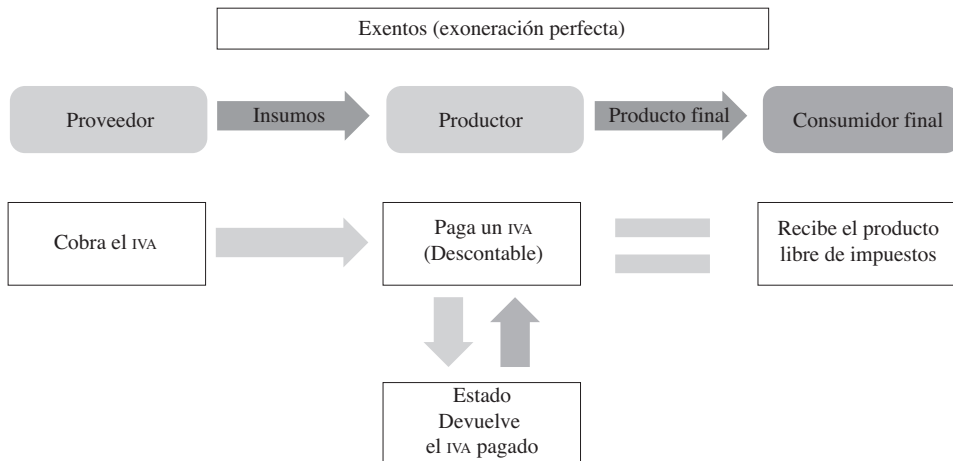 Exentos (exoneración perfecta)
Proveedor
Insumos
Productor
Producto final
Consumidor final
Cobra el IVA
Paga un IVA
(Descontable)
Recibe el producto
libre de impuestos
Estado
Devuelve
el IVA pagado